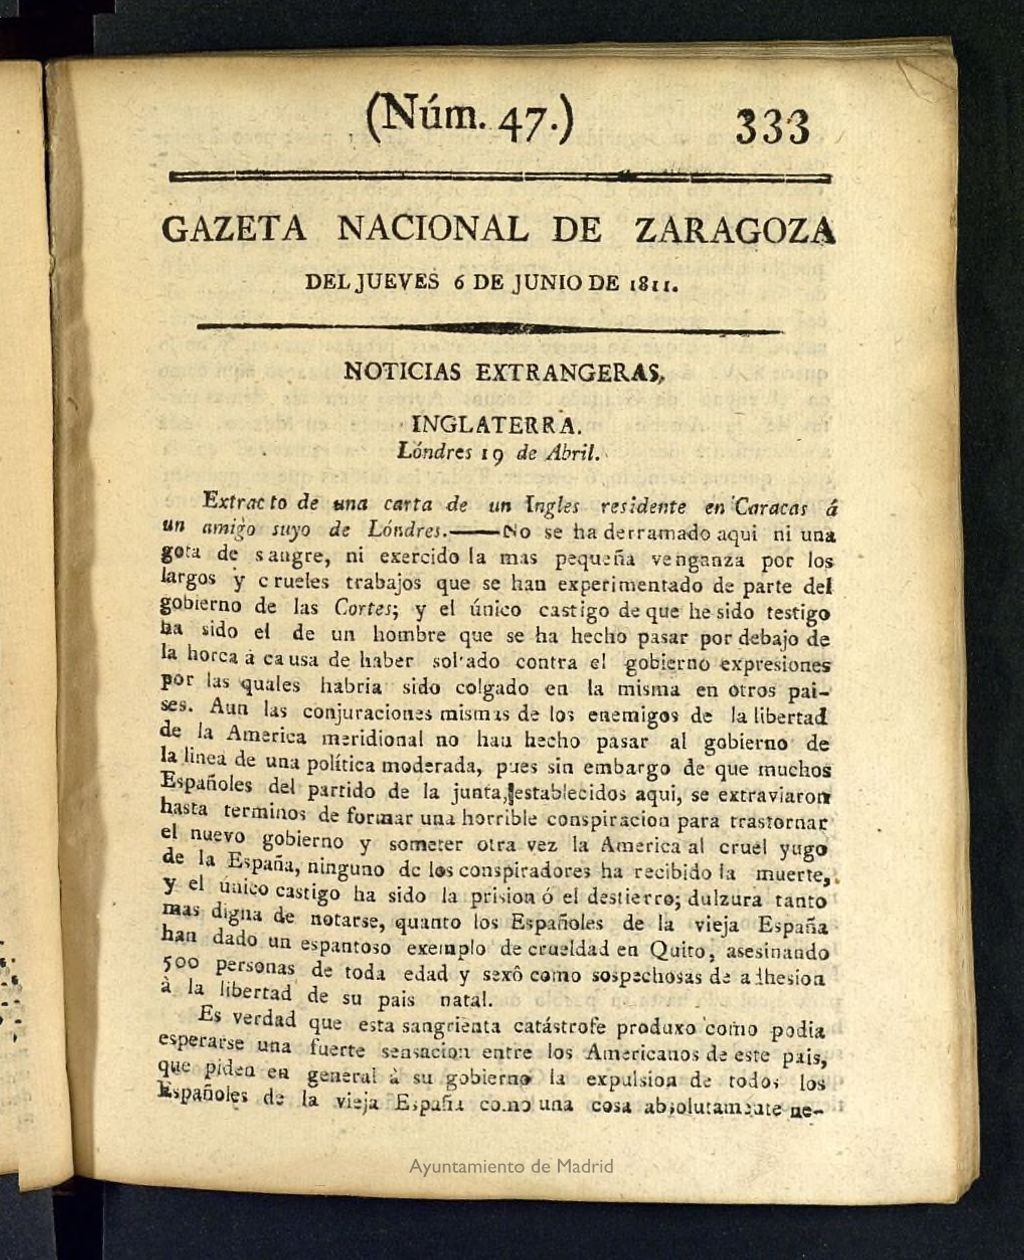 (Núm. 47.) 333
GAZETA NACIONAL DE ZARAGOZA
DEL JUEVES 6 DE JUNIO DE 1811.
NOTICIAS EXTRANGERAS,
INGLATERRA.
Lóndres 19 de Abril.
Extracto de una carta de un Ingles residente en Caracas á
un amigo suyo de Lóndres.——No se ha derramado aqui ni una
gota de sangre, ni exercido la mas pequeña venganza por los
largos y crueles trabajos que se han experimentado de parte del
gobierno de las Cortes; y el único castigo de que he sido testigo
ha sido el de un hombre que se ha hecho pasar por debajo de
la horca á causa de haber soltado contra el gobierno expresiones
por las quales habria sido colgado en la misma en otros pai-
ses. Aun las conjuraciones mismas de los enemigos de la libertad
de la America meridional no han hecho pasar al gobierno de
la linea de una política moderada, pues sin embargo de que muchos
Españoles del partido de la junta, establecidos aqui, se extraviaron
hasta terminos de formar una horrible conspiracion para trastornar
el nuevo gobierno y someter otra vez la America al cruel yugo
de la España, ninguno de los conspiradores ha recibido la muerte,
y el único castigo ha sido la prision ó el destierro; dulzura tanto
mas digna de notarse, quanto los Españoles de la vieja España
han dado un espantoso exemplo de crueldad en Quito, asesinando
500 personas de toda edad y sexô como sospechosas de adhesion
à la libertad de su pais natal.
Es verdad que esta sangrienta catástrofe produxo como podia
esperarse una fuerte sensacion entre los Americanos de este pais,
que piden en general à su gobierno la expulsion de todos los
Españoles de la vieja España como una cosa absolutamente ne-
Ayuntamiento de Madrid